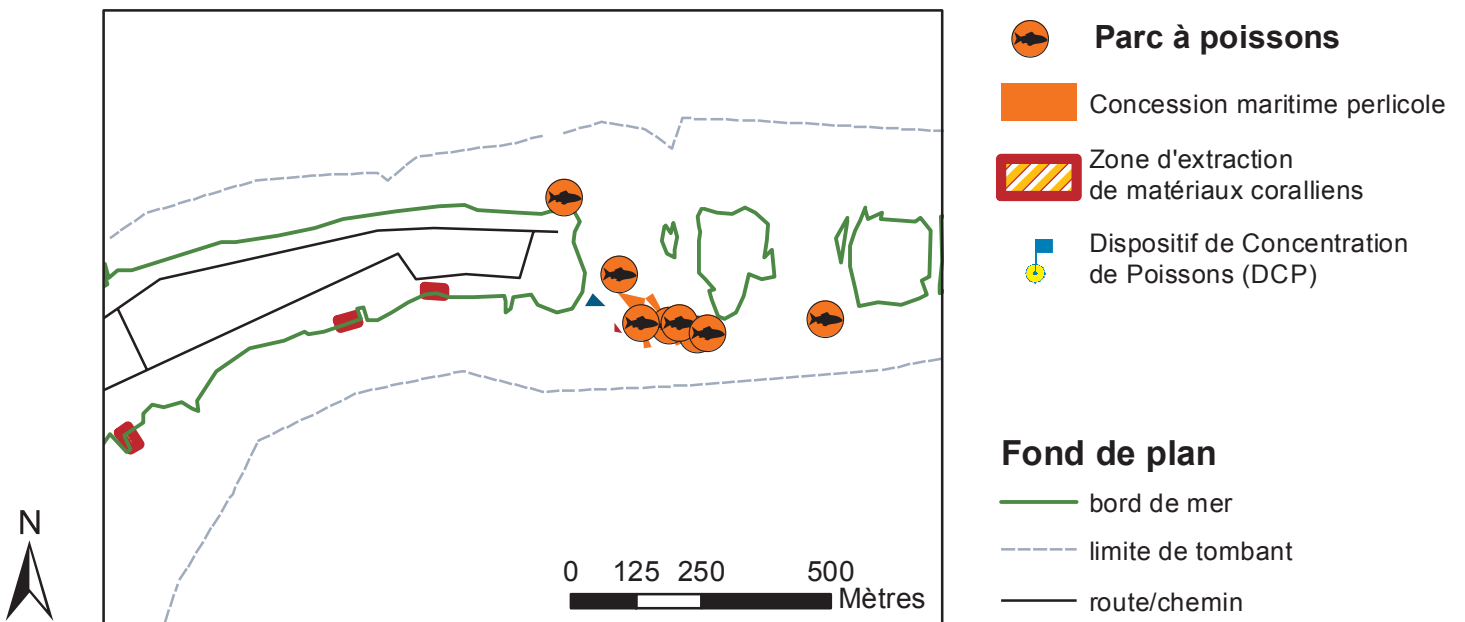 Parc à poissons
Concession maritime perlicole
Zone d'extraction
de matériaux coralliens
Dispositif de Concentration
de Poissons (DCP)
Fond de plan
bord de mer
limite de tombant
route/chemin
N
0 125 250 500
Mètres